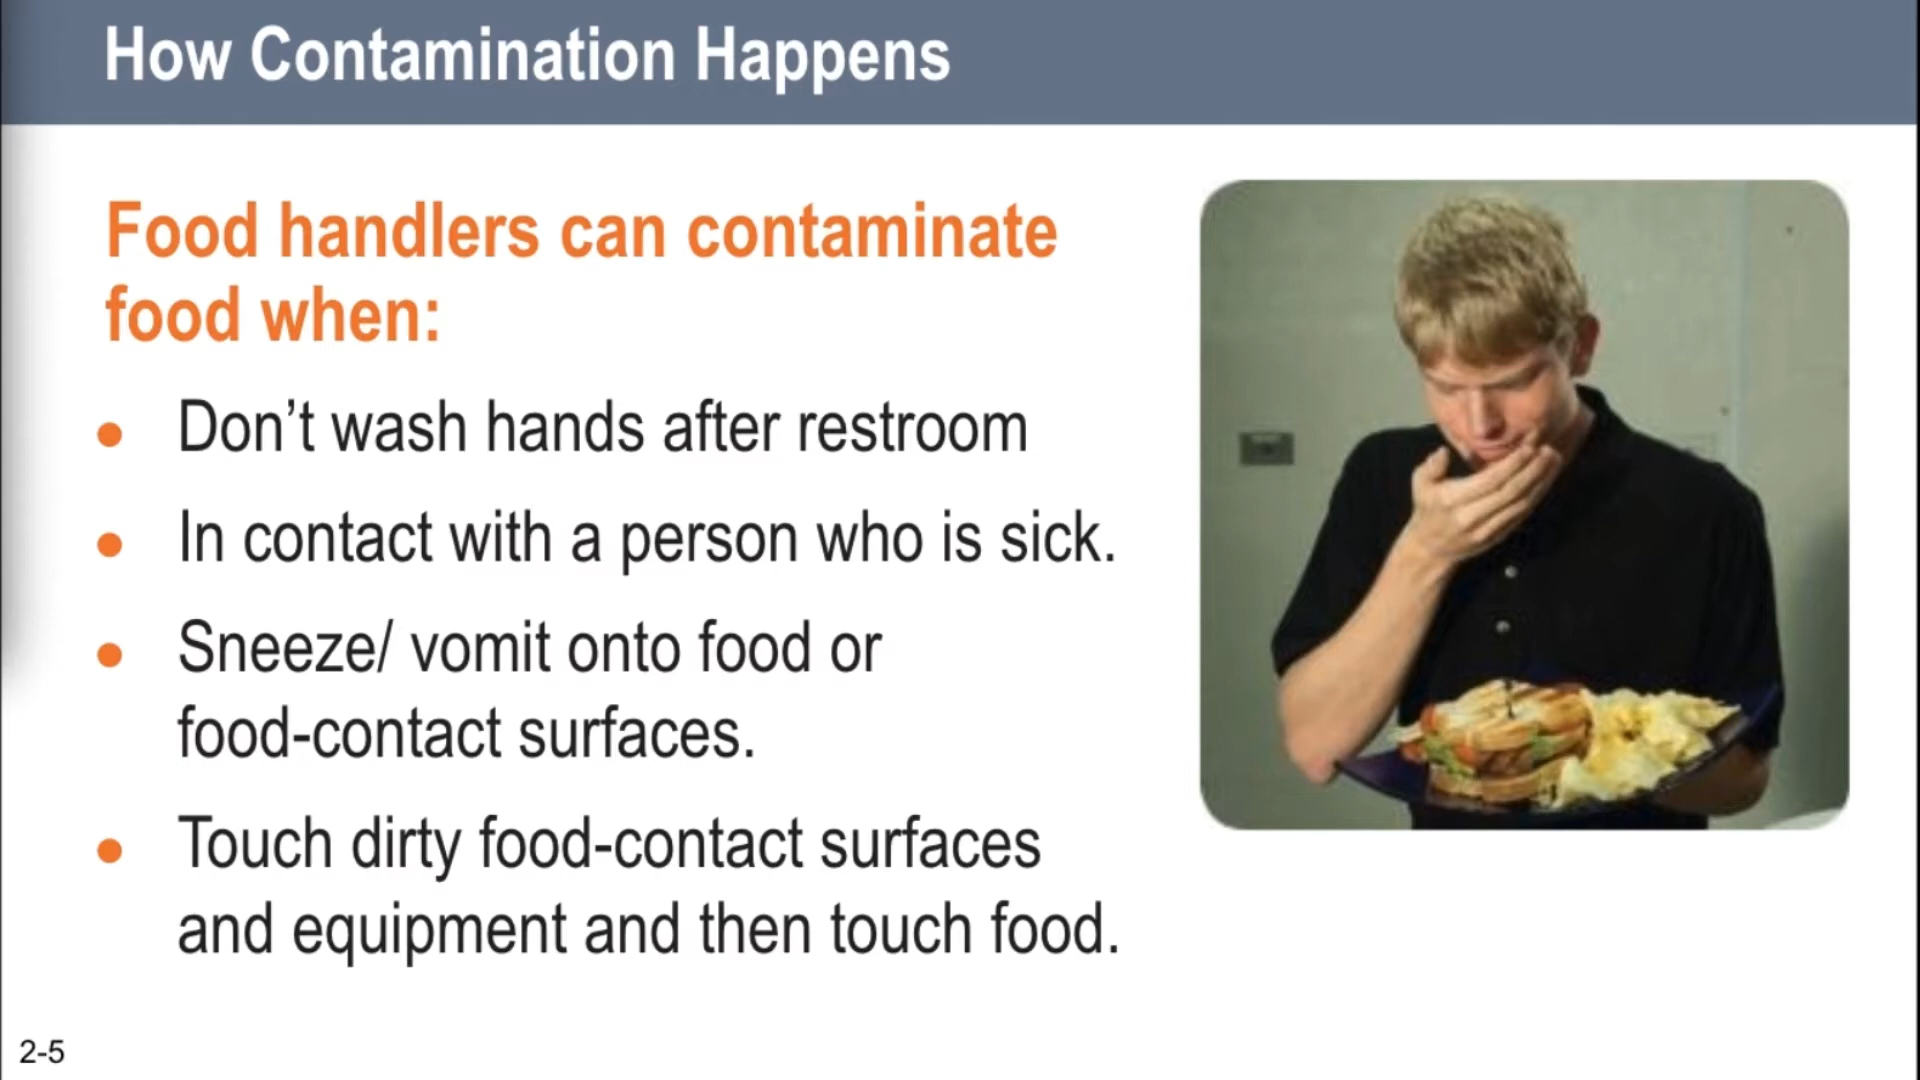 How Contamination Happens
Food handlers can contaminate
food when:
• Don’t wash hands after restroom
• In contact with a person who is sick.
• Sneeze/ vomit onto food or
food-contact surfaces.
• Touch dirty food-contact surfaces
and equipment and then touch food.
2-5